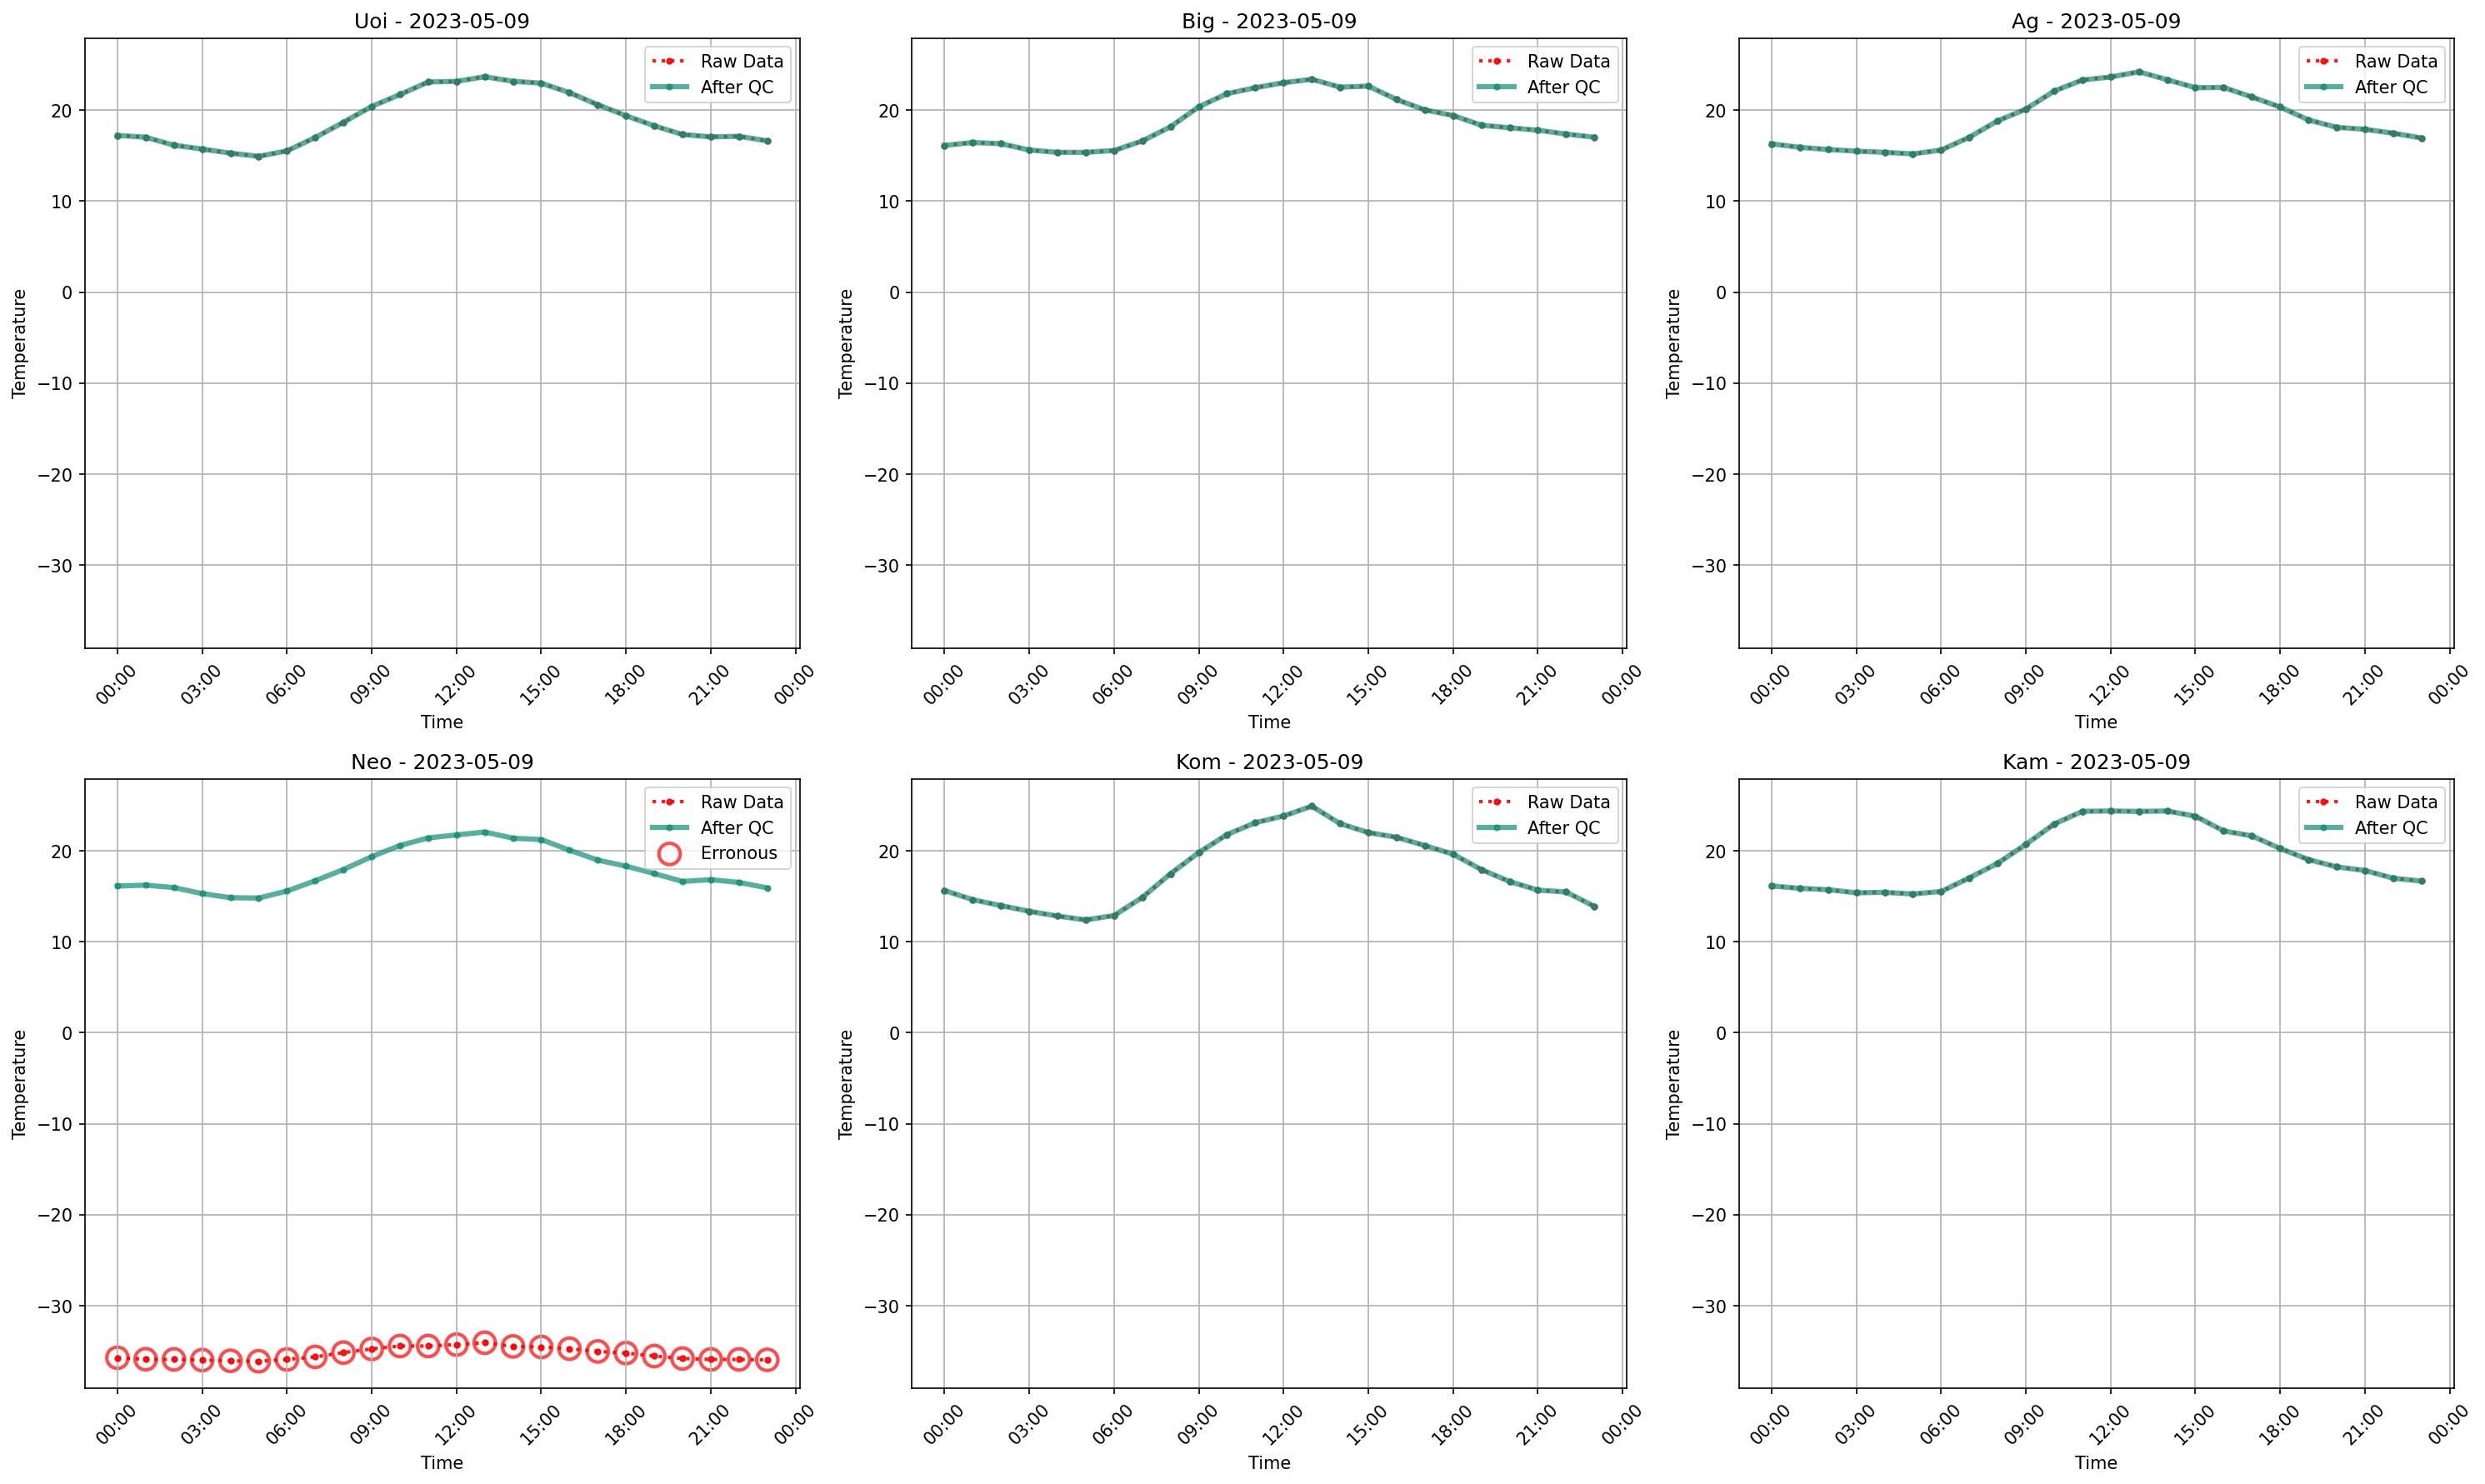 Uoi - 2023-05-09
Raw Data
After QC
20
10
0
−10
−20
−30
Temperature
00:00
03:00
06:00
09:00
12:00
15:00
18:00
21:00
00:00
Time
Big - 2023-05-09
Raw Data
After QC
20
10
0
−10
−20
−30
Temperature
00:00
03:00
06:00
09:00
12:00
15:00
18:00
21:00
00:00
Time
Ag - 2023-05-09
Raw Data
After QC
20
10
0
−10
−20
−30
Temperature
00:00
03:00
06:00
09:00
12:00
15:00
18:00
21:00
00:00
Time
Neo - 2023-05-09
Raw Data
After QC
Erronous
20
10
0
−10
−20
−30
Temperature
00:00
03:00
06:00
09:00
12:00
15:00
18:00
21:00
00:00
Time
Kom - 2023-05-09
Raw Data
After QC
20
10
0
−10
−20
−30
Temperature
00:00
03:00
06:00
09:00
12:00
15:00
18:00
21:00
00:00
Time
Kam - 2023-05-09
Raw Data
After QC
20
10
0
−10
−20
−30
Temperature
00:00
03:00
06:00
09:00
12:00
15:00
18:00
21:00
00:00
Time